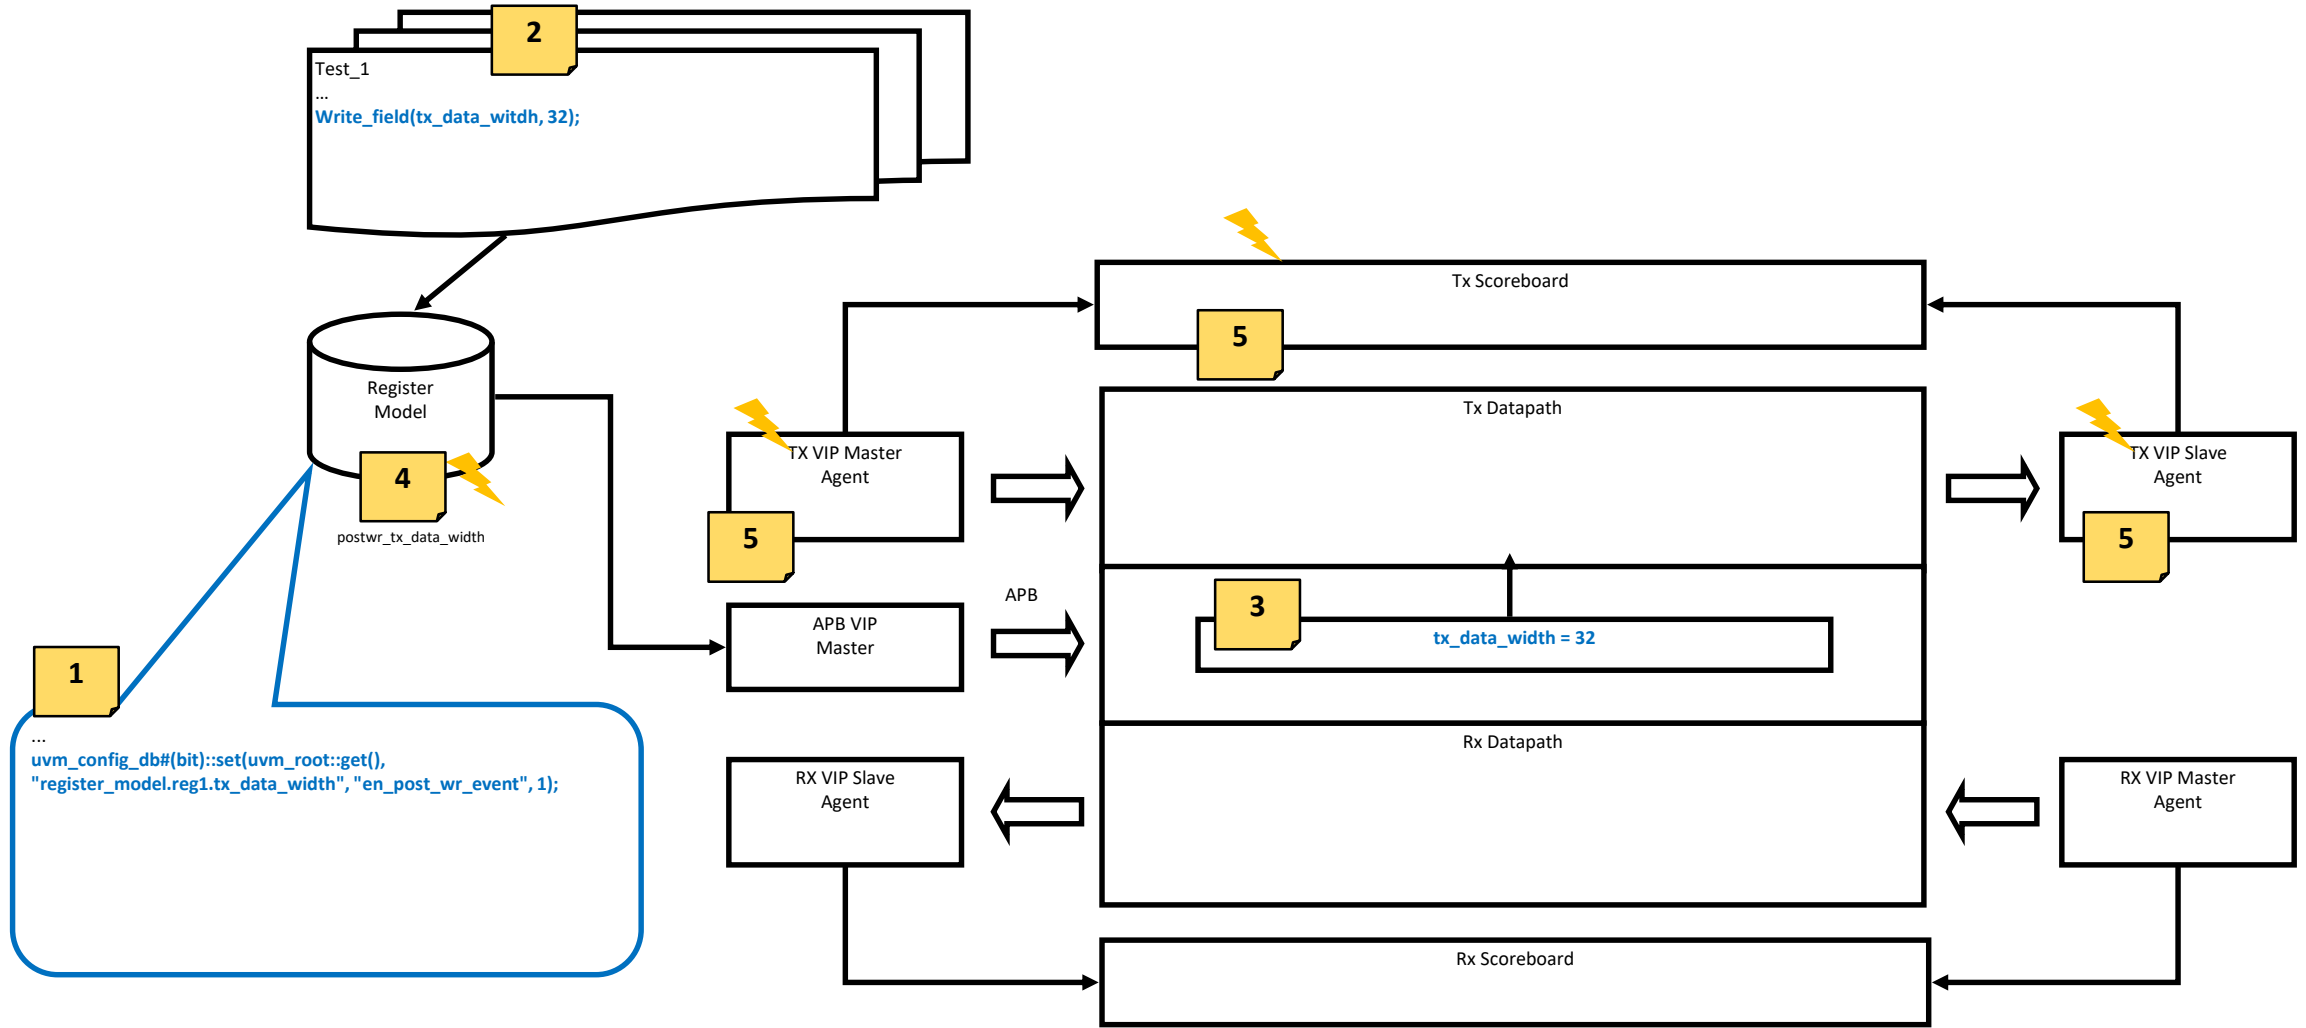 2
Test_1
...
Write_field(tx_data_witdh, 32);
Tx Scoreboard
5
Register
Model
4
postwr_tx_data_width
TX VIP Master
Agent
5
Tx Datapath
TX VIP Slave
Agent
5
APB
APB VIP
Master
3
tx_data_width = 32
1
...
uvm_config_db#(bit)::set(uvm_root::get(),
"register_model.reg1.tx_data_width", "en_post_wr_event", 1);
RX VIP Slave
Agent
Rx Datapath
RX VIP Master
Agent
Rx Scoreboard